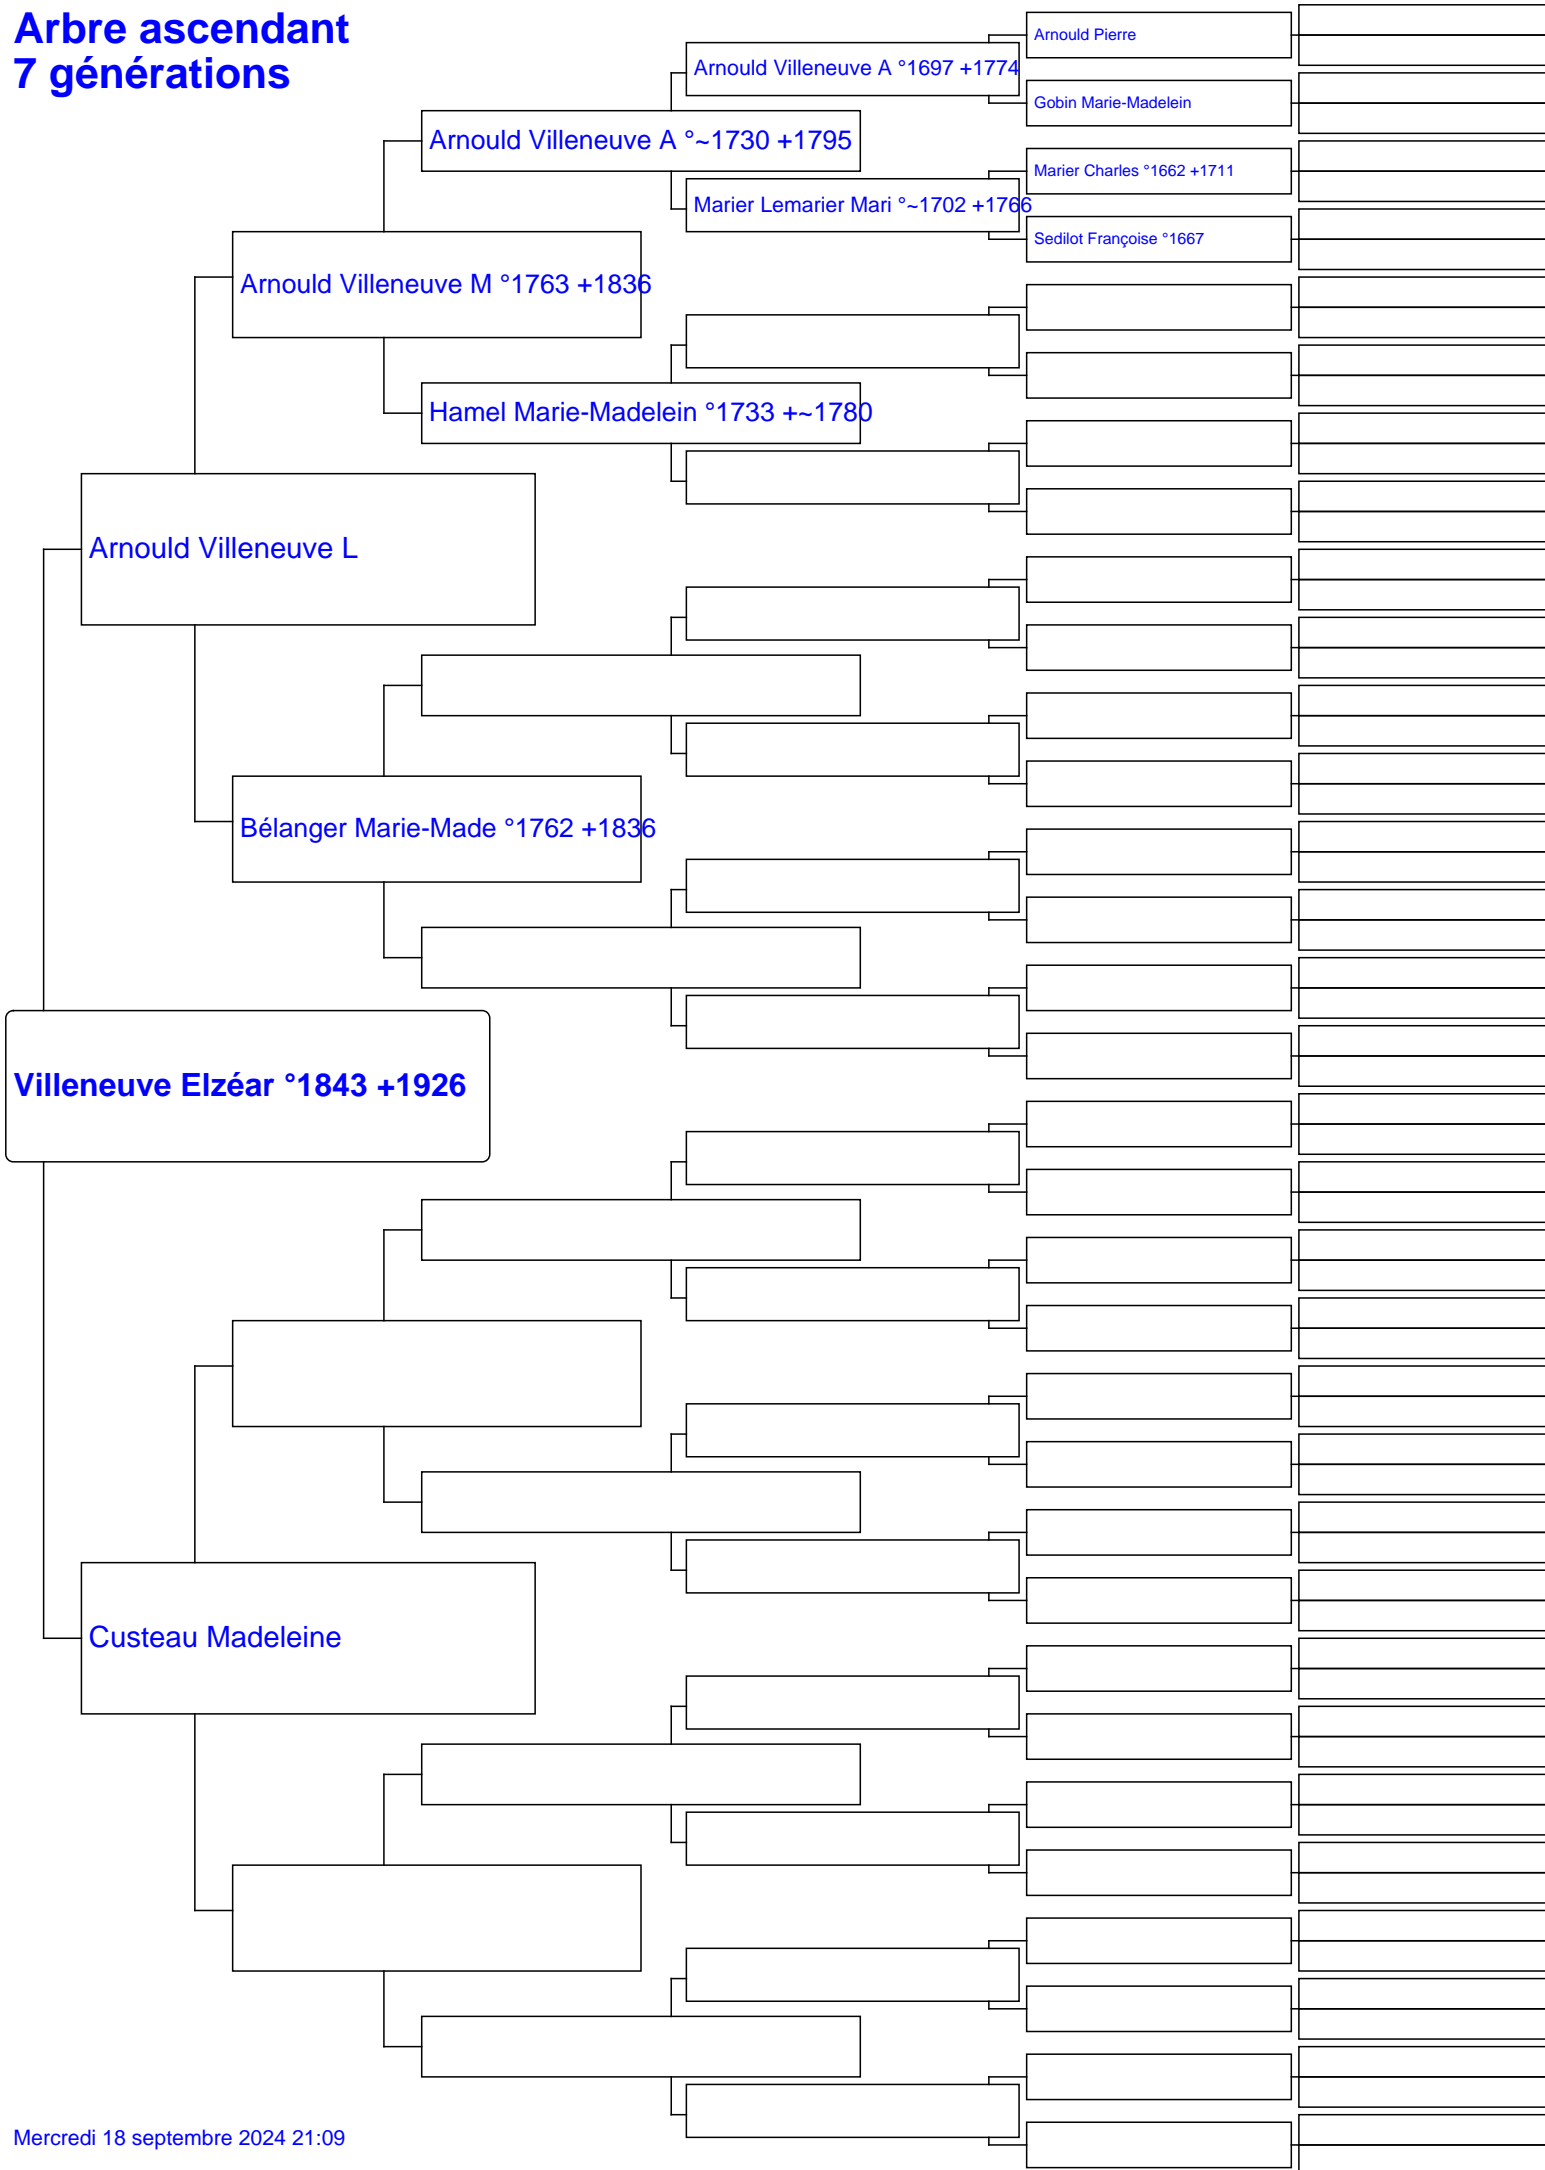 Arbre ascendant
7 générations
Arnould Pierre
Arnould Villeneuve A °1697 +1774
Gobin Marie-Madelein
Arnould Villeneuve A °~1730 +1795
Marier Charles °1662 +1711
Marier Lemarier Mari °~1702 +1766
Sedilot Françoise °1667
Arnould Villeneuve M °1763 +1836
Hamel Marie-Madelein °1733 +~1780
Arnould Villeneuve L
Bélanger Marie-Made °1762 +1836
Villeneuve Elzéar °1843 +1926
Custeau Madeleine
Mercredi 18 septembre 2024 21:09